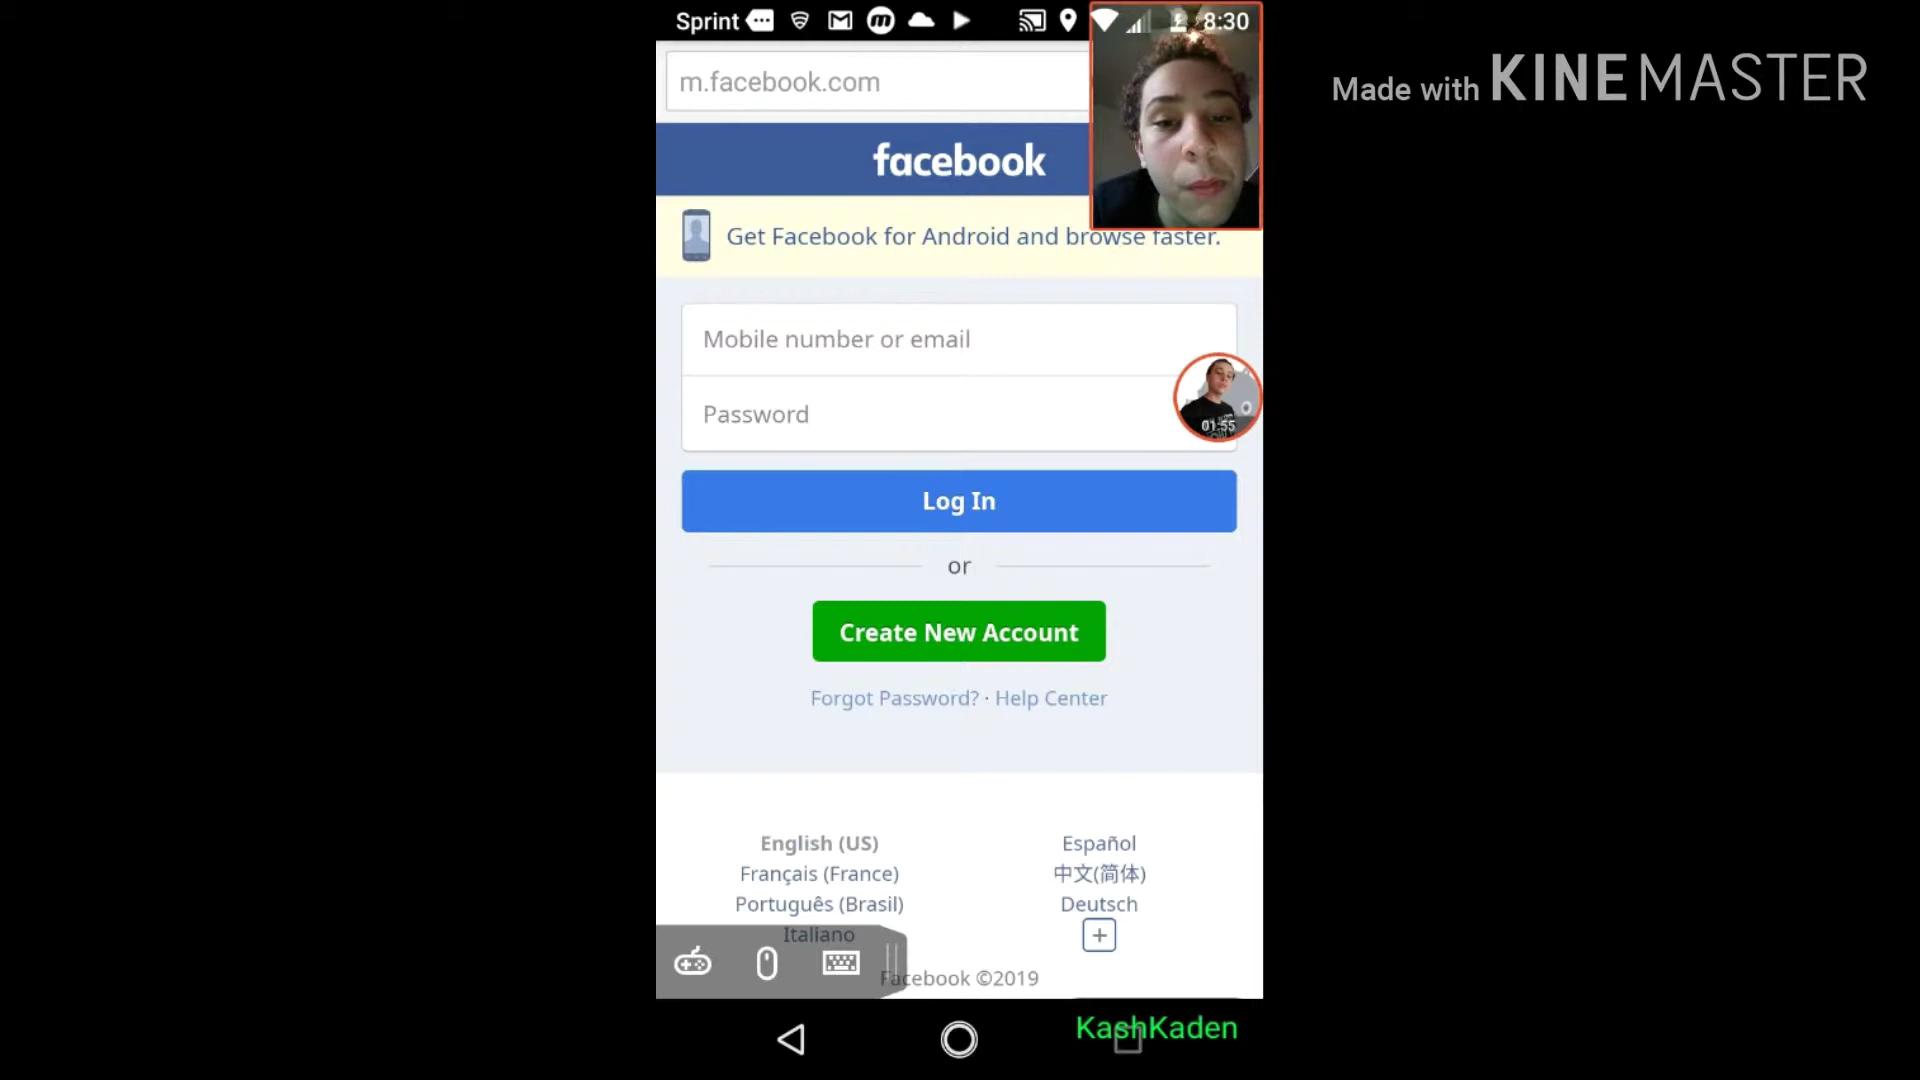 Sprint 8:30
Made with KINEMASTER
m.facebook.com
facebook
Get Facebook for Android and browse faster.
Mobile number or email
Password
01:55
Log In
or
Create New Account
Forgot Password? · Help Center
English (US) Español
Français (France) 中文(简体)
Português (Brasil) Deutsch
Italiano
Facebook ©2019
KashKaden